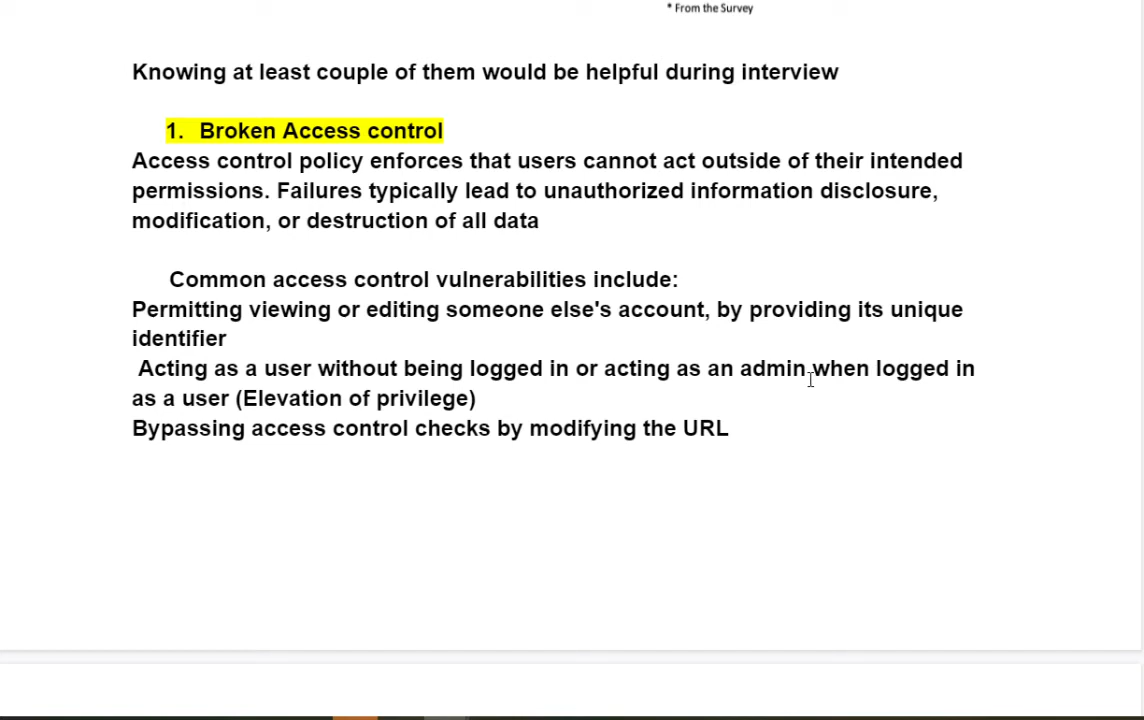 * From the Survey
Knowing at least couple of them would be helpful during interview
1. Broken Access control
Access control policy enforces that users cannot act outside of their intended
permissions. Failures typically lead to unauthorized information disclosure,
modification, or destruction of all data
Common access control vulnerabilities include:
Permitting viewing or editing someone else's account, by providing its unique
identifier
Acting as a user without being logged in or acting as an admin when logged in
as a user (Elevation of privilege)
Bypassing access control checks by modifying the URL